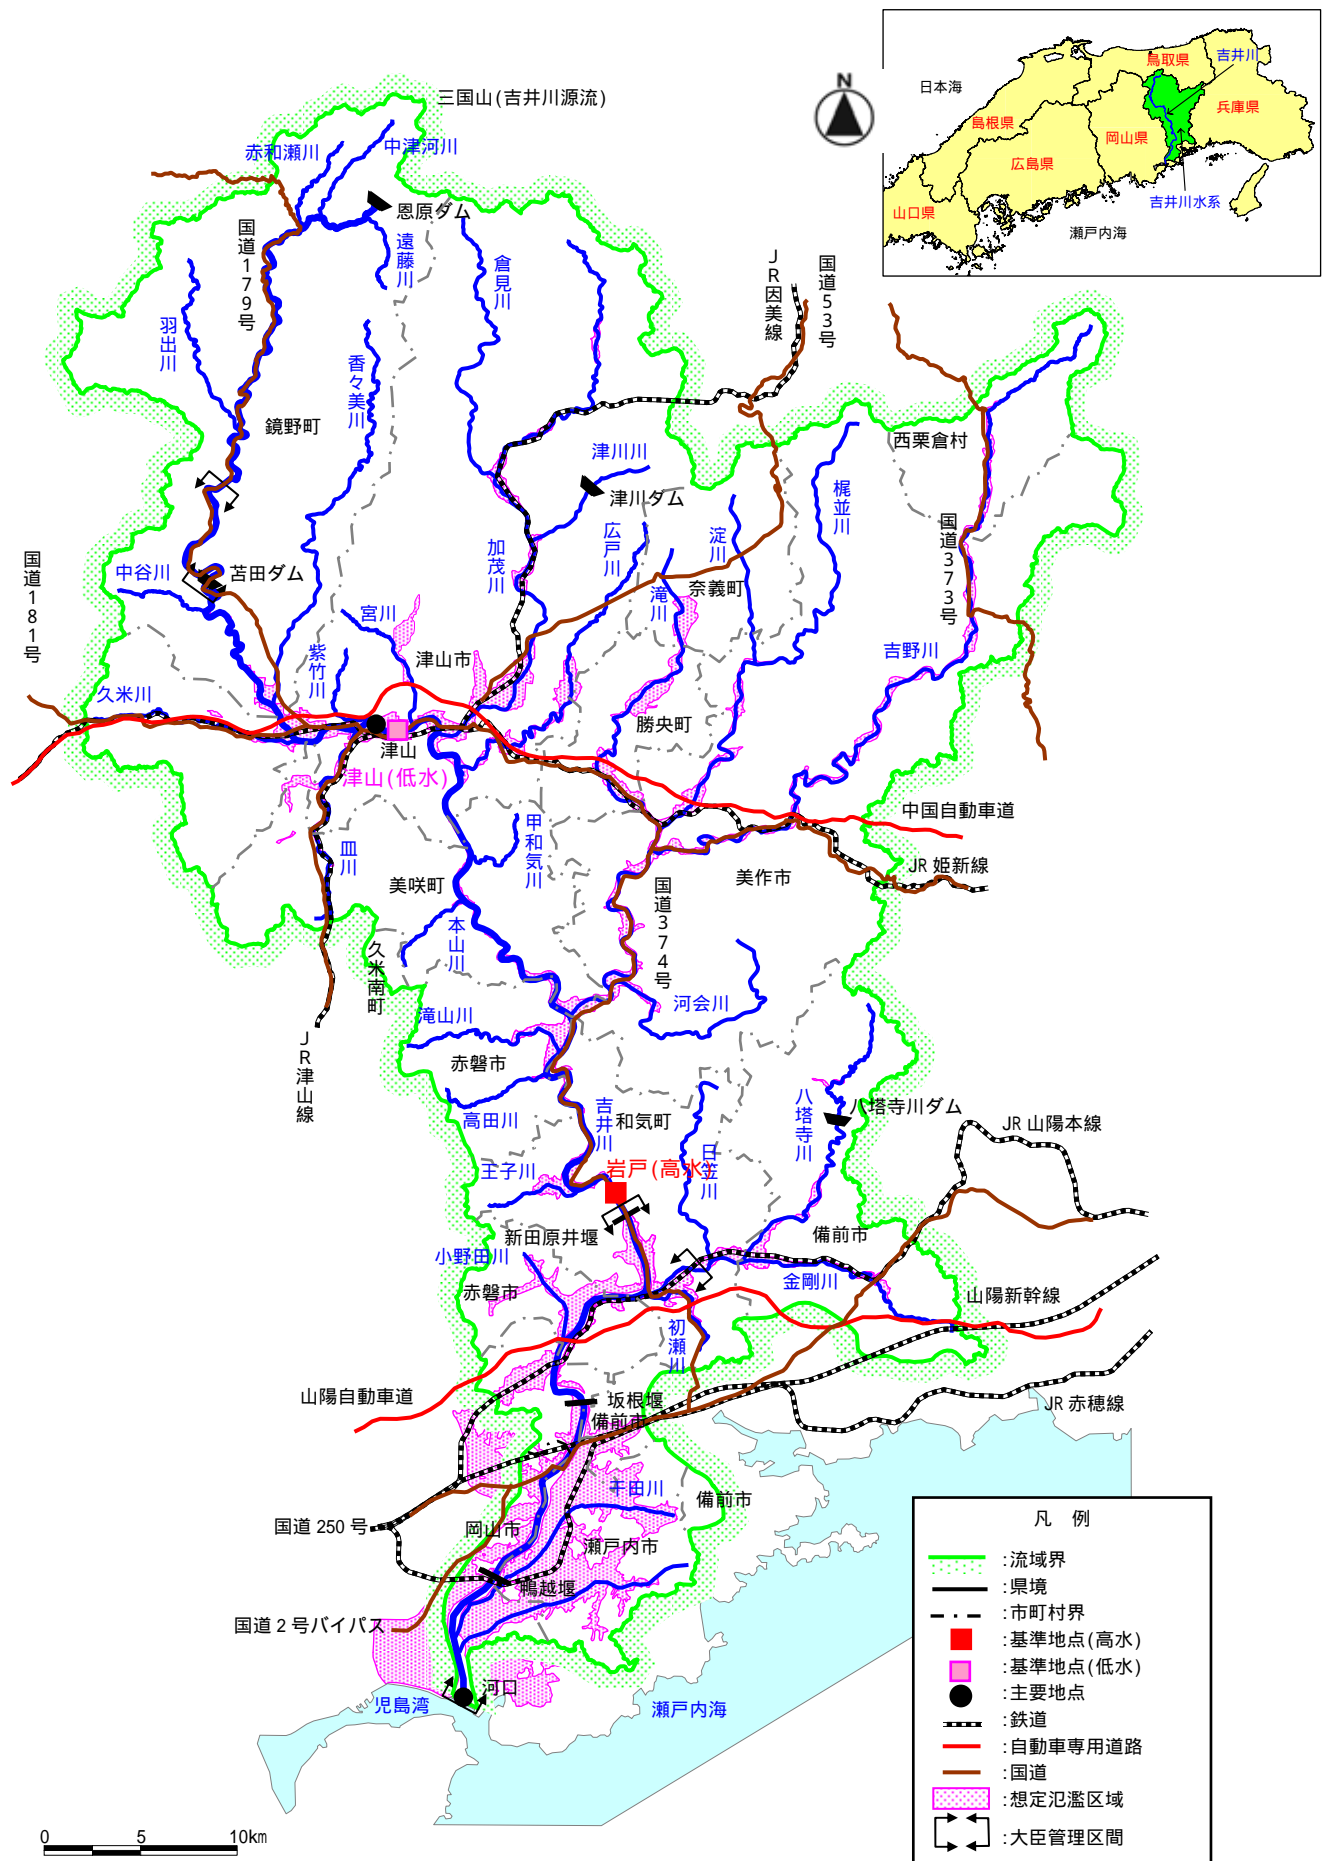 鳥取県
吉井川
日本海
兵庫県
島根県
岡山県
広島県
山口県
吉井川水系
瀬戸内海
N
三国山(吉井川源流)
赤和瀬川
中津河川
恩原ダム
国道179号
遠藤川
倉見川
JR因美線
国道53号
羽出川
香々美川
鏡野町
西粟倉村
津川川
津川ダム
梶並川
国道373号
国道181号
中谷川
苫田ダム
加茂川
広戸川
淀川
滝川
奈義町
宮川
紫竹川
津山市
吉野川
久米川
勝央町
津山
津山(低水)
中国自動車道
皿川
甲和気川
JR 姫新線
美咲町
美作市
国道374号
本山川
久米南町
滝山川
河会川
JR津山線
赤磐市
高田川
吉井川
和気町
八塔寺川
八塔寺川ダム
JR 山陽本線
王子川
岩戸(高水)
日笠川
新田原井堰
備前市
小野田川
赤磐市
金剛川
山陽新幹線
初瀬川
山陽自動車道
坂根堰
備前市
JR 赤穂線
干田川
備前市
国道 250 号
岡山市
瀬戸内市
鴨越堰
国道 2 号バイパス
河口
児島湾
瀬戸内海
凡 例
:流域界
:県境
:市町村界
:基準地点(高水)
:基準地点(低水)
:主要地点
:鉄道
:自動車専用道路
:国道
:想定氾濫区域
:大臣管理区間
0 5 10km